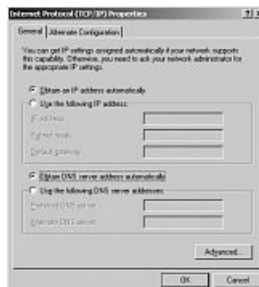 Internet Protocol (TCP/IP) Properties
General
Alternate Configuration
You can get IP settings assigned automatically if your network supports
this capability. Otherwise, you need to ask your network administrator for
the appropriate IP settings.
Obtain an IP address automatically
Use the following IP address:
IP address:
Subnet mask:
Default gateway:
Obtain DNS server address automatically
Use the following DNS server addresses:
Preferred DNS server:
Alternate DNS server:
Advanced...
OK
Cancel